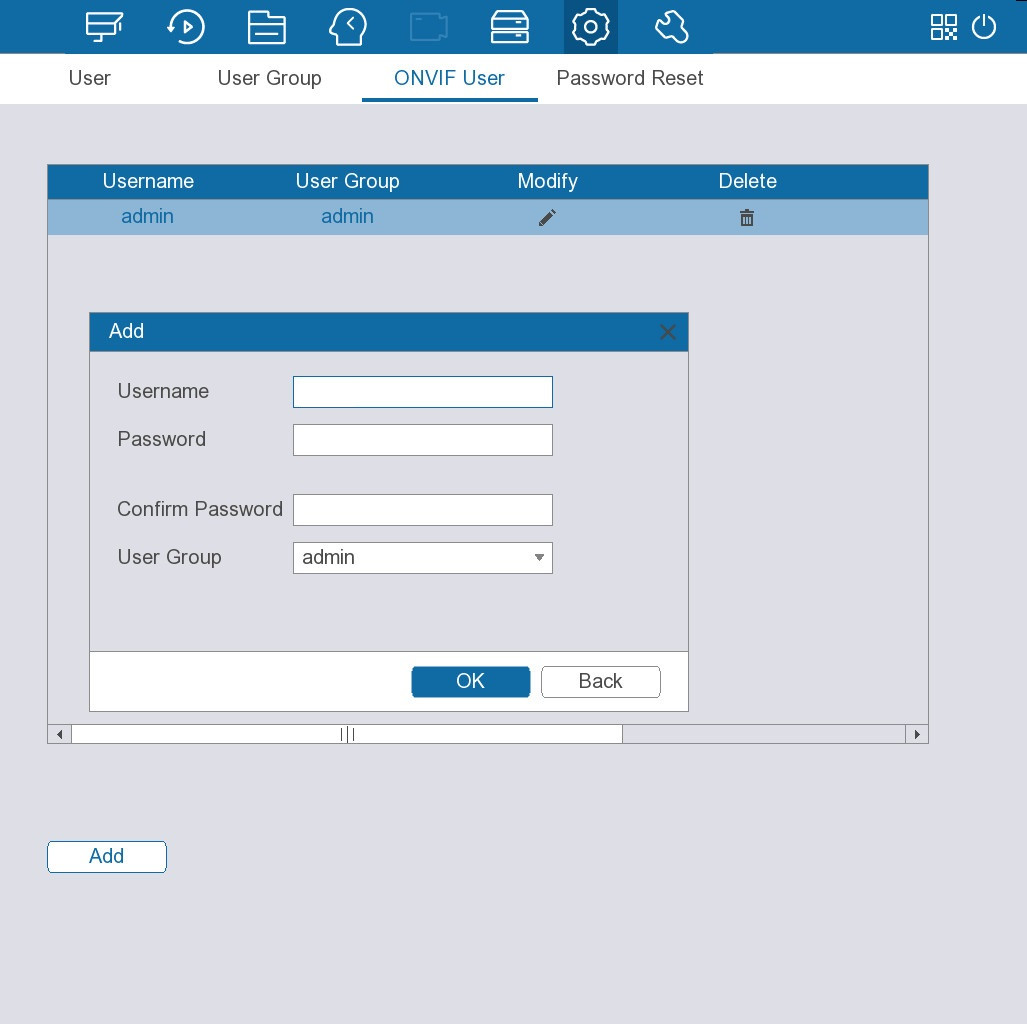 User User Group ONVIF User Password Reset
Username User Group Modify Delete
admin admin
Add
Username
Password
Confirm Password
User Group admin
OK Back
Add